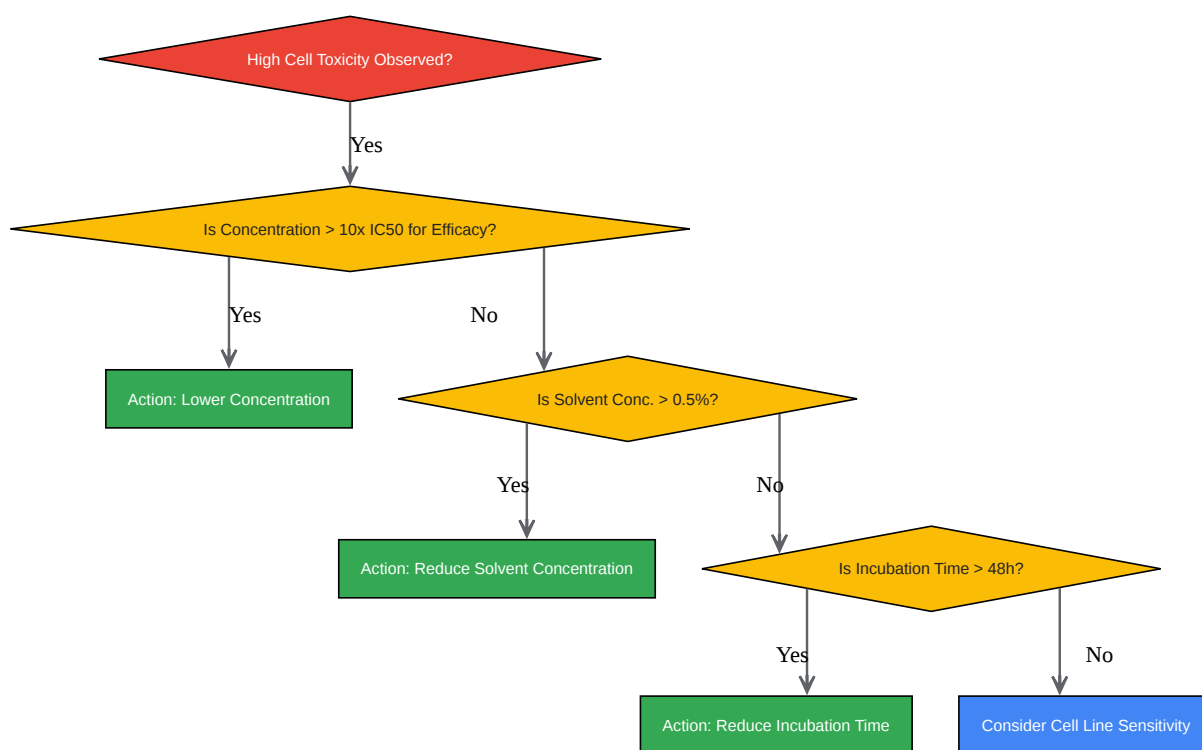 High Cell Toxicity Observed?
Yes
Is Concentration > 10x IC50 for Efficacy?
Yes
No
Action: Lower Concentration
Is Solvent Conc. > 0.5%?
Yes
No
Action: Reduce Solvent Concentration
Is Incubation Time > 48h?
Yes
No
Action: Reduce Incubation Time
Consider Cell Line Sensitivity